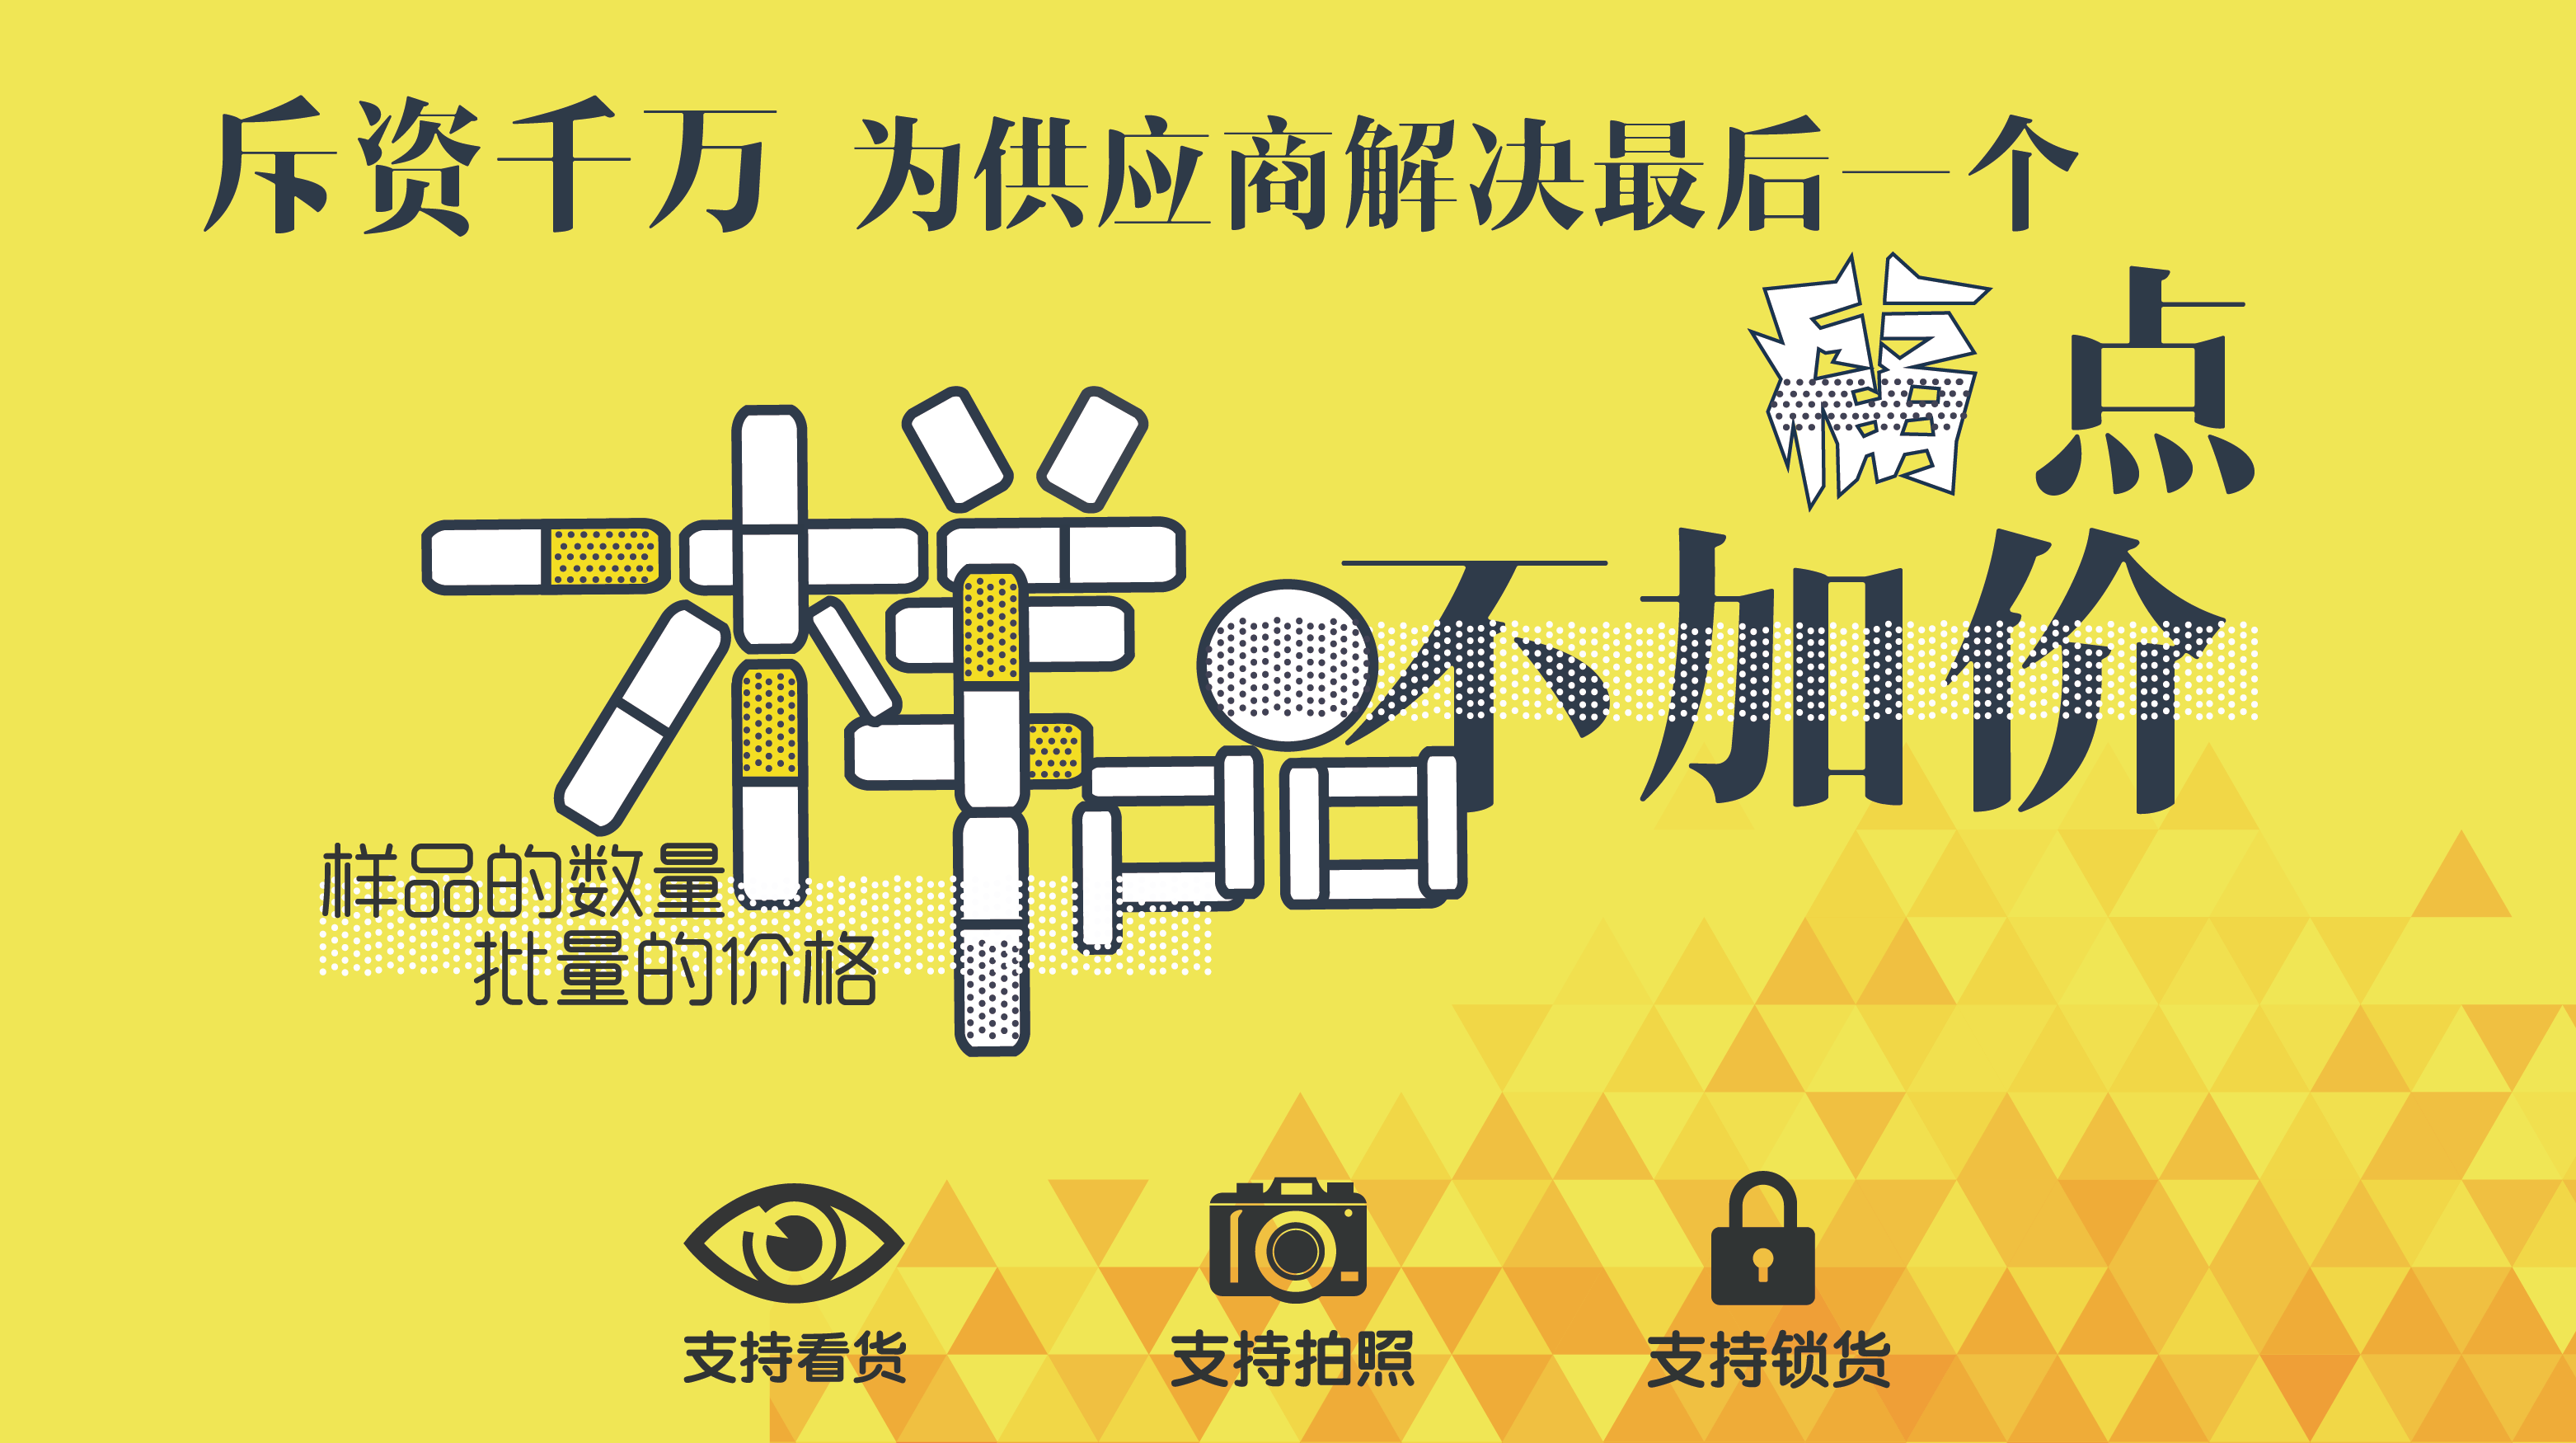 斥资千万 为供应商解决最后一个
痛点
样品不加价
样品的数量
批量的价格
支持看货 支持拍照 支持锁货